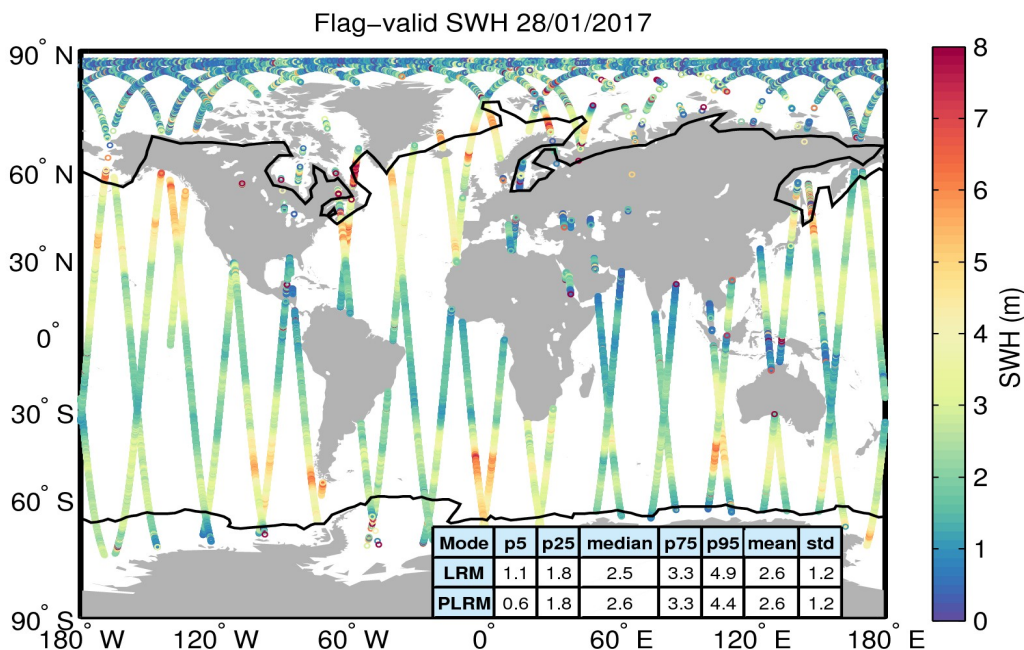 Flag−valid SWH 28/01/2017
90° N
60° N
30° N
0°
30° S
60° S
90° S
180° W
120° W
60° W
0°
60° E
120° E
180° E
Mode p5 p25 median p75 p95 mean std
LRM 1.1 1.8 2.5 3.3 4.9 2.6 1.2
PLRM 0.6 1.8 2.6 3.3 4.4 2.6 1.2
8
7
6
5
4
3
2
1
0
SWH (m)